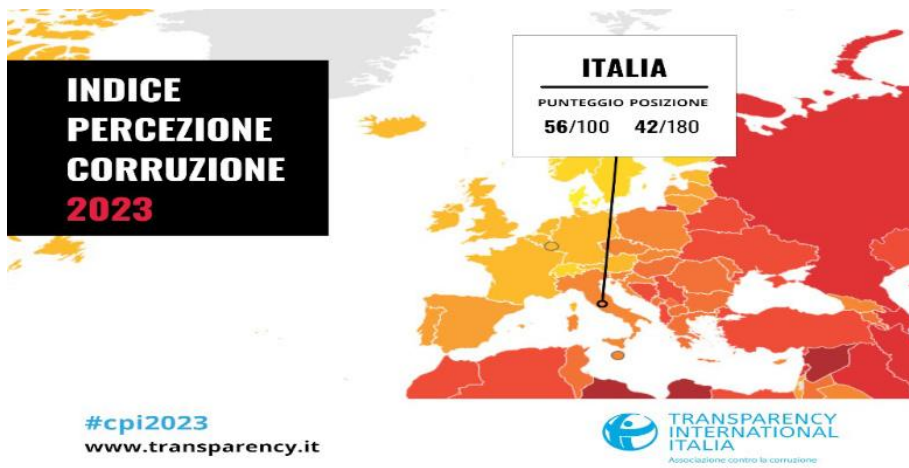 INDICE
PERCEZIONE
CORRUZIONE
2023
ITALIA
PUNTEGGIO POSIZIONE
56/100 42/180
#cpi2023
www.transparency.it
TRANSPARENCY
INTERNATIONAL
ITALIA
Associazione contro la corruzione